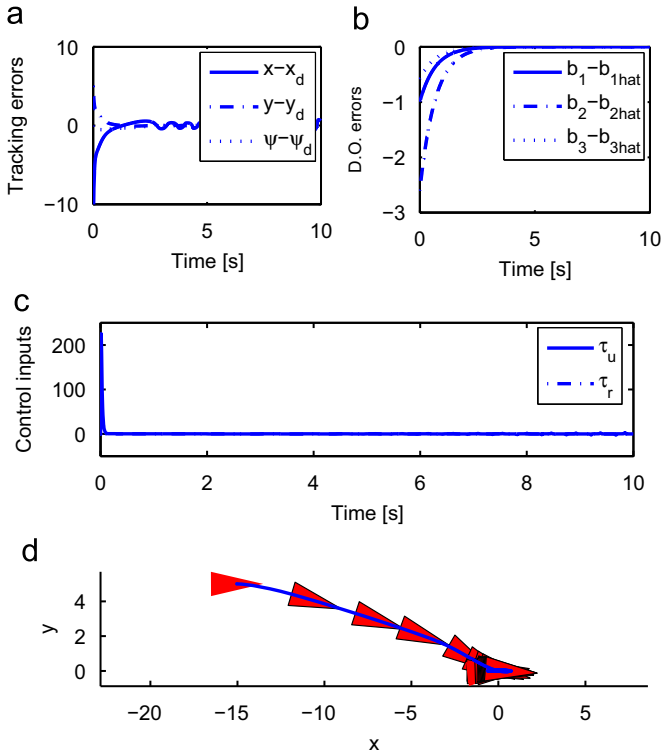 a
10
0
−10
Tracking errors
x−x_d
y−y_d
ψ−ψ_d
0
5
10
Time [s]
b
0
−1
−2
−3
D.O. errors
b_1−b_1hat
b_2−b_2hat
b_3−b_3hat
0
5
10
Time [s]
c
200
100
0
Control inputs
τ_u
τ_r
0
2
4
6
8
10
Time [s]
d
4
2
0
y
−20
−15
−10
−5
0
5
x